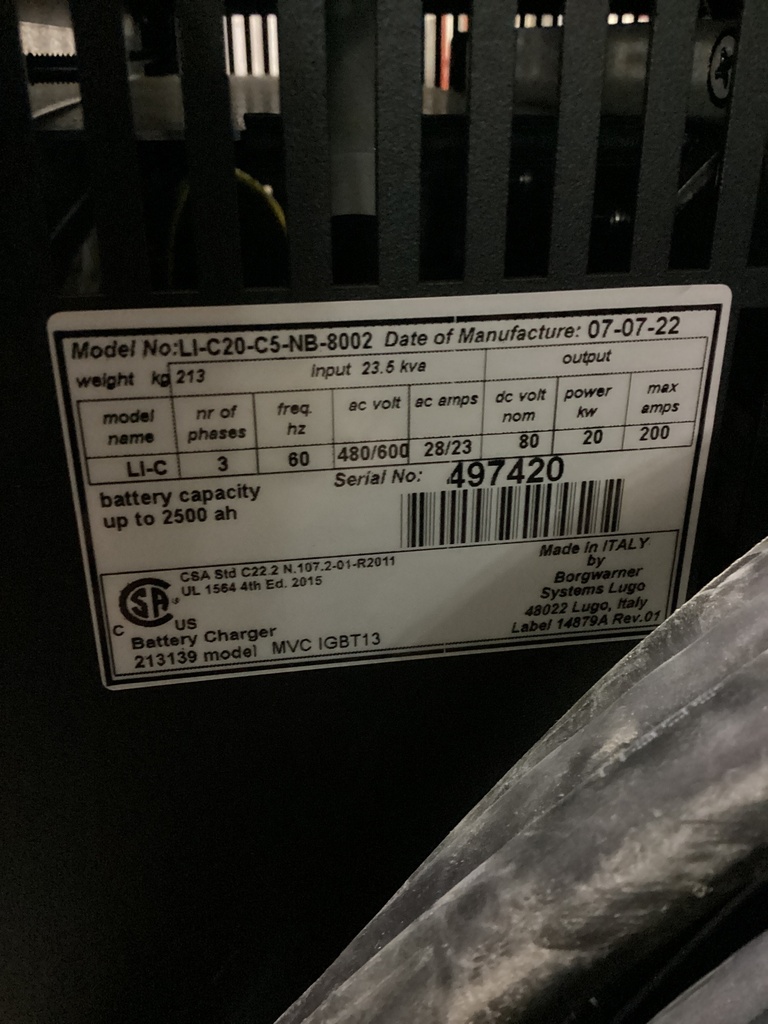 Model No:LI-C20-C5-NB-8002 Date of Manufacture: 07-07-22
weight kg 213 input 23.5 kva output
model name nr of phases freq. hz ac volt ac amps dc volt nom power kw max amps
LI-C 3 60 480/600 28/23 80 20 200
battery capacity
up to 2500 ah
Serial No: 497420
CSA Std C22.2 N.107.2-01-R2011
UL 1564 4th Ed. 2015
SA
C US
Battery Charger
213139 model MVC IGBT13
Made in ITALY
by
Borgwarner
Systems Lugo
48022 Lugo, Italy
Label 14879A Rev.01